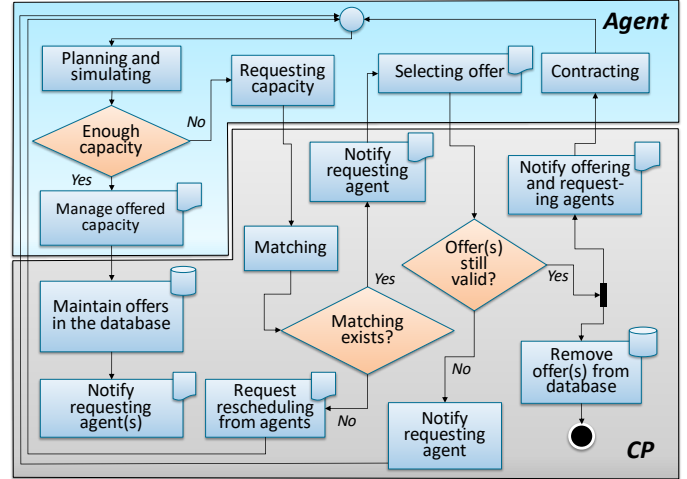 Agent
Planning and
simulating
Requesting
capacity
Selecting offer
Contracting
No
Enough
capacity
Yes
Manage offered
capacity
Notify
requesting
agent
Notify offering
and request-
ing agents
Matching
Yes
Offer(s)
still
valid?
Yes
Maintain offers
in the database
Matching
exists?
Remove
offer(s) from
database
No
Notify
requesting
agent(s)
Request
rescheduling
from agents
No
Notify
requesting
agent
CP